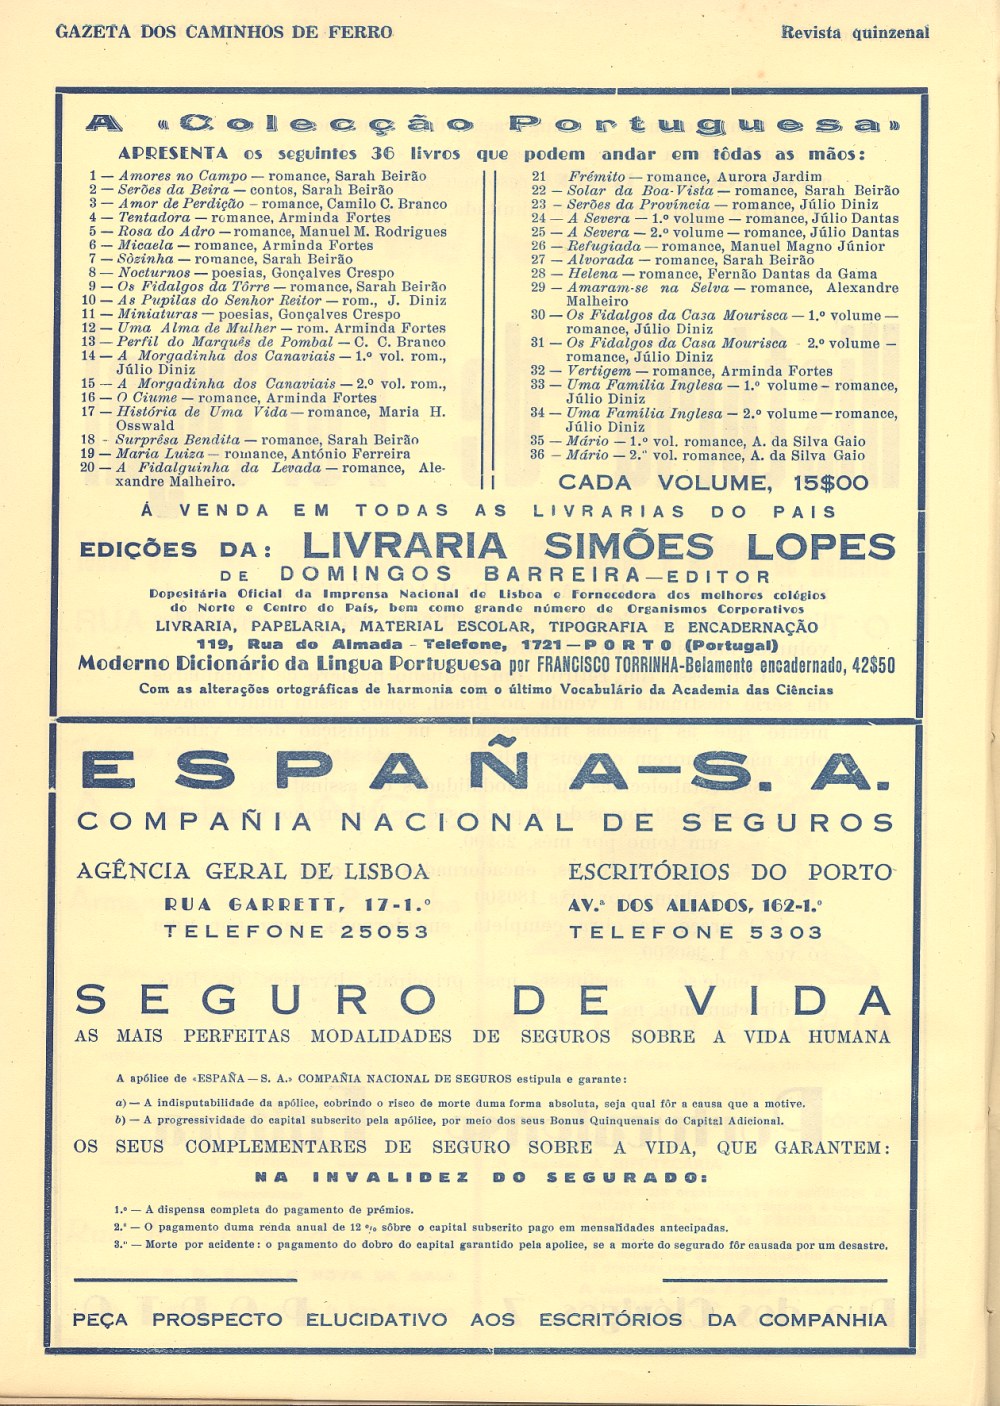 GAZETA DOS CAMINHOS DE FERRO
Revista quinzenal
A «Colecção Portuguesa»
APRESENTA os seguintes 36 livros que podem andar em tôdas as mãos:
1 — Amores no Campo — romance, Sarah Beirão
2 — Serões da Beira — contos, Sarah Beirão
3 — Amor de Perdição – romance, Camilo C. Branco
4 — Tentadora — romance, Arminda Fortes
5 — Rosa do Adro — romance, Manuel M. Rodrigues
6 — Micaela — romance, Arminda Fortes
7 — Sòzinha — romance, Sarah Beirão
8 — Nocturnos — poesias, Gonçalves Crespo
9 — Os Fidalgos da Tôrre — romance, Sarah Beirão
10 — As Pupilas do Senhor Reitor — rom., J. Diniz
11 — Miniaturas — poesias, Gonçalves Crespo
12 — Uma Alma de Mulher — rom. Arminda Fortes
13 — Perfil do Marquês de Pombal — C. C. Branco
14 — A Morgadinha dos Canaviais — 1.º vol. rom.,
Júlio Diniz
15 — A Morgadinha dos Canaviais — 2.º vol. rom.,
16 — O Ciume — romance, Arminda Fortes
17 — História de Uma Vida — romance, Maria H.
Osswald
18 - Surprêsa Bendita — romance, Sarah Beirão
19 — Maria Luiza — romance, António Ferreira
20 — A Fidalguinha da Levada — romance, Ale-
xandre Malheiro.
21 Frémito — romance, Aurora Jardim
22 — Solar da Boa-Vista — romance, Sarah Beirão
23 – Serões da Província — romance, Júlio Diniz
24 — A Severa — 1.º volume — romance, Júlio Dantas
25 — A Severa — 2.º volume — romance, Júlio Dantas
26 — Refugiada — romance, Manuel Magno Júnior
27 — Alvorada — romance, Sarah Beirão
28 — Helena — romance, Fernão Dantas da Gama
29 — Amaram-se na Selva — romance, Alexandre
Malheiro
30 — Os Fidalgos da Casa Mourisca — 1.º volume —
romance, Júlio Diniz
31 — Os Fidalgos da Casa Mourisca - 2.º volume —
romance, Júlio Diniz
32 — Vertigem — romance, Arminda Fortes
33 — Uma Familia Inglesa — 1.º volume - romance,
Júlio Diniz
34 — Uma Família Inglesa — 2.º volume — romance,
Júlio Diniz
35 — Mário — 1.º vol. romance, A. da Silva Gaio
36 — Mário — 2.º vol. romance, A. da Silva Gaio
CADA VOLUME, 15$00
Á VENDA EM TODAS AS LIVRARIAS DO PAIS
EDIÇÕES DA: LIVRARIA SIMÕES LOPES
DE DOMINGOS BARREIRA — EDITOR
Dopesitária Oficial da Imprensa Nacional de Lisboa e Fornecedora dos melhores colégios
do Norte e Centro do País, bem como grande número de Organismos Corporativos
LIVRARIA, PAPELARIA, MATERIAL ESCOLAR, TIPOGRAFIA E ENCADERNAÇÃO
119, Rua do Almada - Telefone, 1721 — PORTO (Portugal)
Moderno Dicionário da Lingua Portuguesa por FRANCISCO TORRINHA-Belamente encadernado, 42$50
Com as alterações ortográficas de harmonia com o último Vocabulário da Academia das Ciências
ESPAÑA—S. A.
COMPAÑIA NACIONAL DE SEGUROS
AGÊNCIA GERAL DE LISBOA
RUA GARRETT, 17-1.º
TELEFONE 25053
ESCRITÓRIOS DO PORTO
AV.ª DOS ALIADOS, 162-1.º
TELEFONE 5303
SEGURO DE VIDA
AS MAIS PERFEITAS MODALIDADES DE SEGUROS SOBRE A VIDA HUMANA
A apólice de «ESPAÑA — S. A.» COMPAÑIA NACIONAL DE SEGUROS estipula e garante:
a) — A indisputabilidade da apólice, cobrindo o risco de morte duma forma absoluta, seja qual fôr a causa que a motive.
b) — A progressividade do capital subscrito pela apólice, por meio dos seus Bonus Quinquenais do Capital Adicional.
OS SEUS COMPLEMENTARES DE SEGURO SOBRE A VIDA, QUE GARANTEM:
NA INVALIDEZ DO SEGURADO:
1.º — A dispensa completa do pagamento de prémios.
2.º — O pagamento duma renda anual de 12 % sôbre o capital subscrito pago em mensalidades antecipadas.
3.º — Morte por acidente: o pagamento do dobro do capital garantido pela apolice, se a morte do segurado fôr causada por um desastre.
PEÇA PROSPECTO ELUCIDATIVO AOS ESCRITÓRIOS DA COMPANHIA